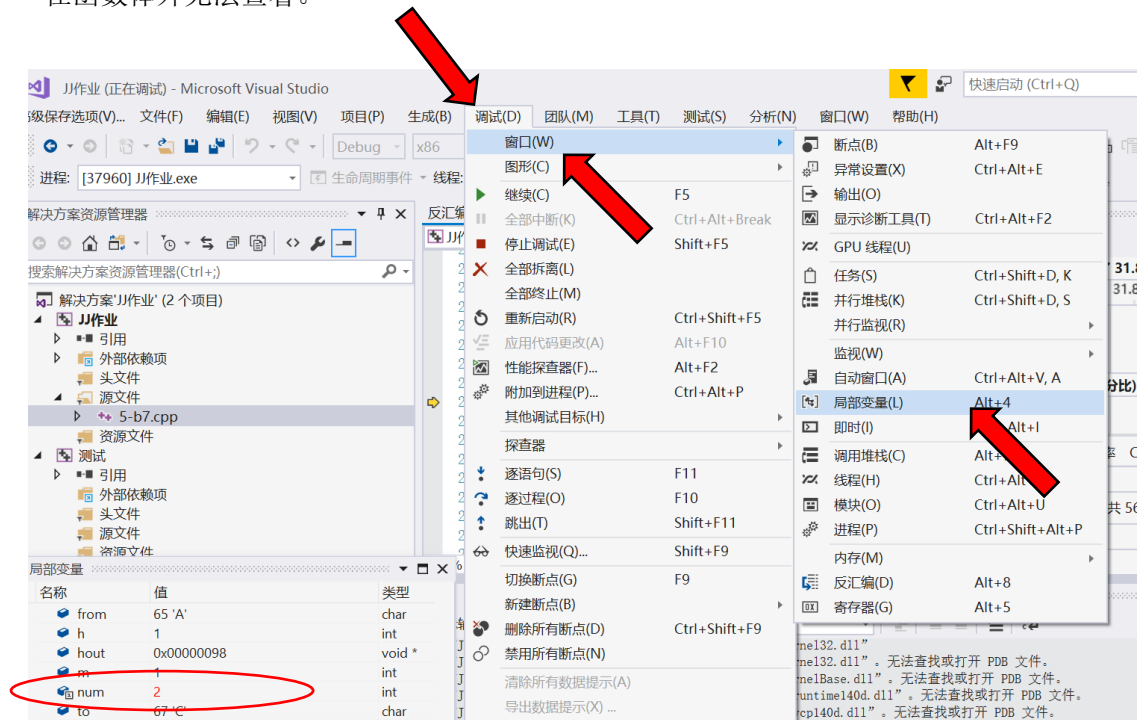 JJ作业 (正在调试) - Microsoft Visual Studio
快速启动 (Ctrl+Q)
级保存选项(V)... 文件(F) 编辑(E) 视图(V) 项目(P) 生成(B) 调试(D) 团队(M) 工具(T) 测试(S) 分析(N) 窗口(W) 帮助(H)
Debug x86
进程: [37960] JJ作业.exe 生命周期事件 线程:
解决方案资源管理器
搜索解决方案资源管理器(Ctrl+;)
解决方案'JJ作业' (2 个项目)
JJ作业
引用
外部依赖项
头文件
源文件
5-b7.cpp
资源文件
测试
引用
外部依赖项
头文件
源文件
资源文件
局部变量
名称 值 类型
from 65 'A' char
h 1 int
hout 0x00000098 void *
m 1 int
num 2 int
to 67 'C' char
反汇编
窗口(W)
图形(C)
继续(C) F5
全部中断(K) Ctrl+Alt+Break
停止调试(E) Shift+F5
全部拆离(L)
全部终止(M)
重新启动(R) Ctrl+Shift+F5
应用代码更改(A) Alt+F10
性能探查器(F)... Alt+F2
附加到进程(P)... Ctrl+Alt+P
其他调试目标(H)
探查器
逐语句(S) F11
逐过程(O) F10
跳出(T) Shift+F11
快速监视(Q)... Shift+F9
切换断点(G) F9
新建断点(B)
删除所有断点(D) Ctrl+Shift+F9
禁用所有断点(N)
清除所有数据提示(A)
导出数据提示(X) ...
断点(B) Alt+F9
异常设置(X) Ctrl+Alt+E
输出(O)
显示诊断工具(T) Ctrl+Alt+F2
GPU 线程(U)
任务(S) Ctrl+Shift+D, K
并行堆栈(K) Ctrl+Shift+D, S
并行监视(R)
监视(W)
自动窗口(A) Ctrl+Alt+V, A
局部变量(L) Alt+4
即时(I) Alt+I
调用堆栈(C)
线程(H) Ctrl+Alt
模块(O) Ctrl+Alt+U
进程(P) Ctrl+Shift+Alt+P
内存(M)
反汇编(D) Alt+8
寄存器(G) Alt+5
31.8
31.8
分比)
共 56
nel32.dll"
nel32.dll"。无法查找或打开 PDB 文件。
nelBase.dll"。无法查找或打开 PDB 文件。
untime140d.dll"。无法查找或打开 PDB 文件。
cp140d.dll"。无法查找或打开 PDB 文件。